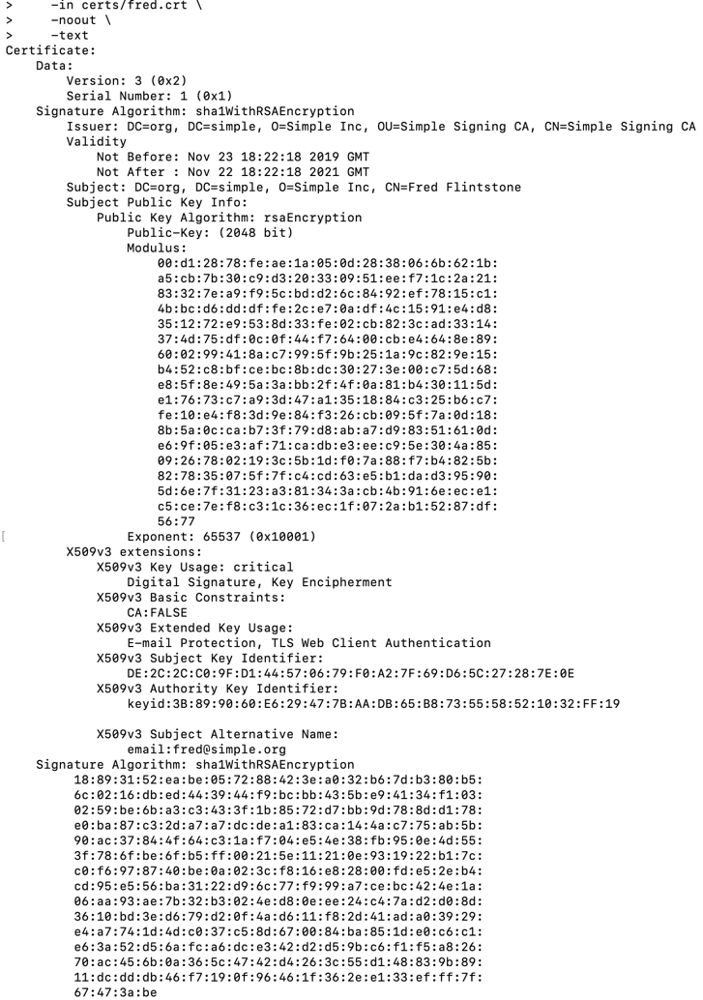 >     -in certs/fred.crt \
>     -noout \
>     -text
Certificate:
    Data:
        Version: 3 (0x2)
        Serial Number: 1 (0x1)
    Signature Algorithm: sha1WithRSAEncryption
        Issuer: DC=org, DC=simple, O=Simple Inc, OU=Simple Signing CA, CN=Simple Signing CA
        Validity
            Not Before: Nov 23 18:22:18 2019 GMT
            Not After : Nov 22 18:22:18 2021 GMT
        Subject: DC=org, DC=simple, O=Simple Inc, CN=Fred Flintstone
        Subject Public Key Info:
            Public Key Algorithm: rsaEncryption
                Public-Key: (2048 bit)
                Modulus:
                    00:d1:28:78:fe:ae:1a:05:0d:28:38:06:6b:62:1b:
                    a5:cb:7b:30:c9:d3:20:33:09:51:ee:f7:1c:2a:21:
                    83:32:7e:a9:f9:5c:bd:d2:6c:84:92:ef:78:15:c1:
                    4b:bc:d6:dd:df:fe:2c:e7:0a:df:4c:15:91:e4:d8:
                    35:12:72:e9:53:8d:33:fe:02:cb:82:3c:ad:33:14:
                    37:4d:75:df:0c:0f:44:f7:64:00:cb:e4:64:8e:89:
                    60:02:99:41:8a:c7:99:5f:9b:25:1a:9c:82:9e:15:
                    b4:52:c8:bf:ce:bc:8b:dc:30:27:3e:00:c7:5d:68:
                    e8:5f:8e:49:5a:3a:bb:2f:4f:0a:81:b4:30:11:5d:
                    e1:76:73:c7:a9:3d:47:a1:35:18:84:c3:25:b6:c7:
                    fe:10:e4:f8:3d:9e:84:f3:26:cb:09:5f:7a:0d:18:
                    8b:5a:0c:ca:b7:3f:79:d8:ab:a7:d9:83:51:61:0d:
                    e6:9f:05:e3:af:71:ca:db:e3:ee:c9:5e:30:4a:85:
                    09:26:78:02:19:3c:5b:1d:f0:7a:88:f7:b4:82:5b:
                    82:78:35:07:5f:7f:c4:cd:63:e5:b1:da:d3:95:90:
                    5d:6e:7f:31:23:a3:81:34:3a:cb:4b:91:6e:ec:e1:
                    c5:ce:7e:f8:c3:1c:36:ec:1f:07:2a:b1:52:87:df:
                    56:77
[                Exponent: 65537 (0x10001)
        X509v3 extensions:
            X509v3 Key Usage: critical
                Digital Signature, Key Encipherment
            X509v3 Basic Constraints:
                CA:FALSE
            X509v3 Extended Key Usage:
                E-mail Protection, TLS Web Client Authentication
            X509v3 Subject Key Identifier:
                DE:2C:2C:C0:9F:D1:44:57:06:79:F0:A2:7F:69:D6:5C:27:28:7E:0E
            X509v3 Authority Key Identifier:
                keyid:3B:89:90:60:E6:29:47:7B:AA:DB:65:B8:73:55:58:52:10:32:FF:19

            X509v3 Subject Alternative Name:
                email:fred@simple.org
    Signature Algorithm: sha1WithRSAEncryption
         18:89:31:52:ea:be:05:72:88:42:3e:a0:32:b6:7d:b3:80:b5:
         6c:02:16:db:ed:44:39:44:f9:bc:bb:43:5b:e9:41:34:f1:03:
         02:59:be:6b:a3:c3:43:3f:1b:85:72:d7:bb:9d:78:8d:d1:78:
         e0:ba:87:c3:2d:a7:a7:dc:de:a1:83:ca:14:4a:c7:75:ab:5b:
         90:ac:37:84:4f:64:c3:1a:f7:04:e5:4e:38:fb:95:0e:4d:55:
         3f:78:6f:be:6f:b5:ff:00:21:5e:11:21:0e:93:19:22:b1:7c:
         c0:f6:97:87:40:be:0a:02:3c:f8:16:e8:28:00:fd:e5:2e:b4:
         cd:95:e5:56:ba:31:22:d9:6c:77:f9:99:a7:ce:bc:42:4e:1a:
         06:aa:93:ae:7b:32:b3:02:4e:d8:0e:ee:24:c4:7a:d2:d0:8d:
         36:10:bd:3e:d6:79:d2:0f:4a:d6:11:f8:2d:41:ad:a0:39:29:
         e4:a7:74:1d:4d:c0:37:c5:8d:67:00:84:ba:85:1d:e0:c6:c1:
         e6:3a:52:d5:6a:fc:a6:dc:e3:42:d2:d5:9b:c6:f1:f5:a8:26:
         70:ac:45:6b:0a:36:5c:47:42:d4:26:3c:55:d1:48:83:9b:89:
         11:dc:dd:db:46:f7:19:0f:96:46:1f:36:2e:e1:33:ef:ff:7f:
         67:47:3a:be